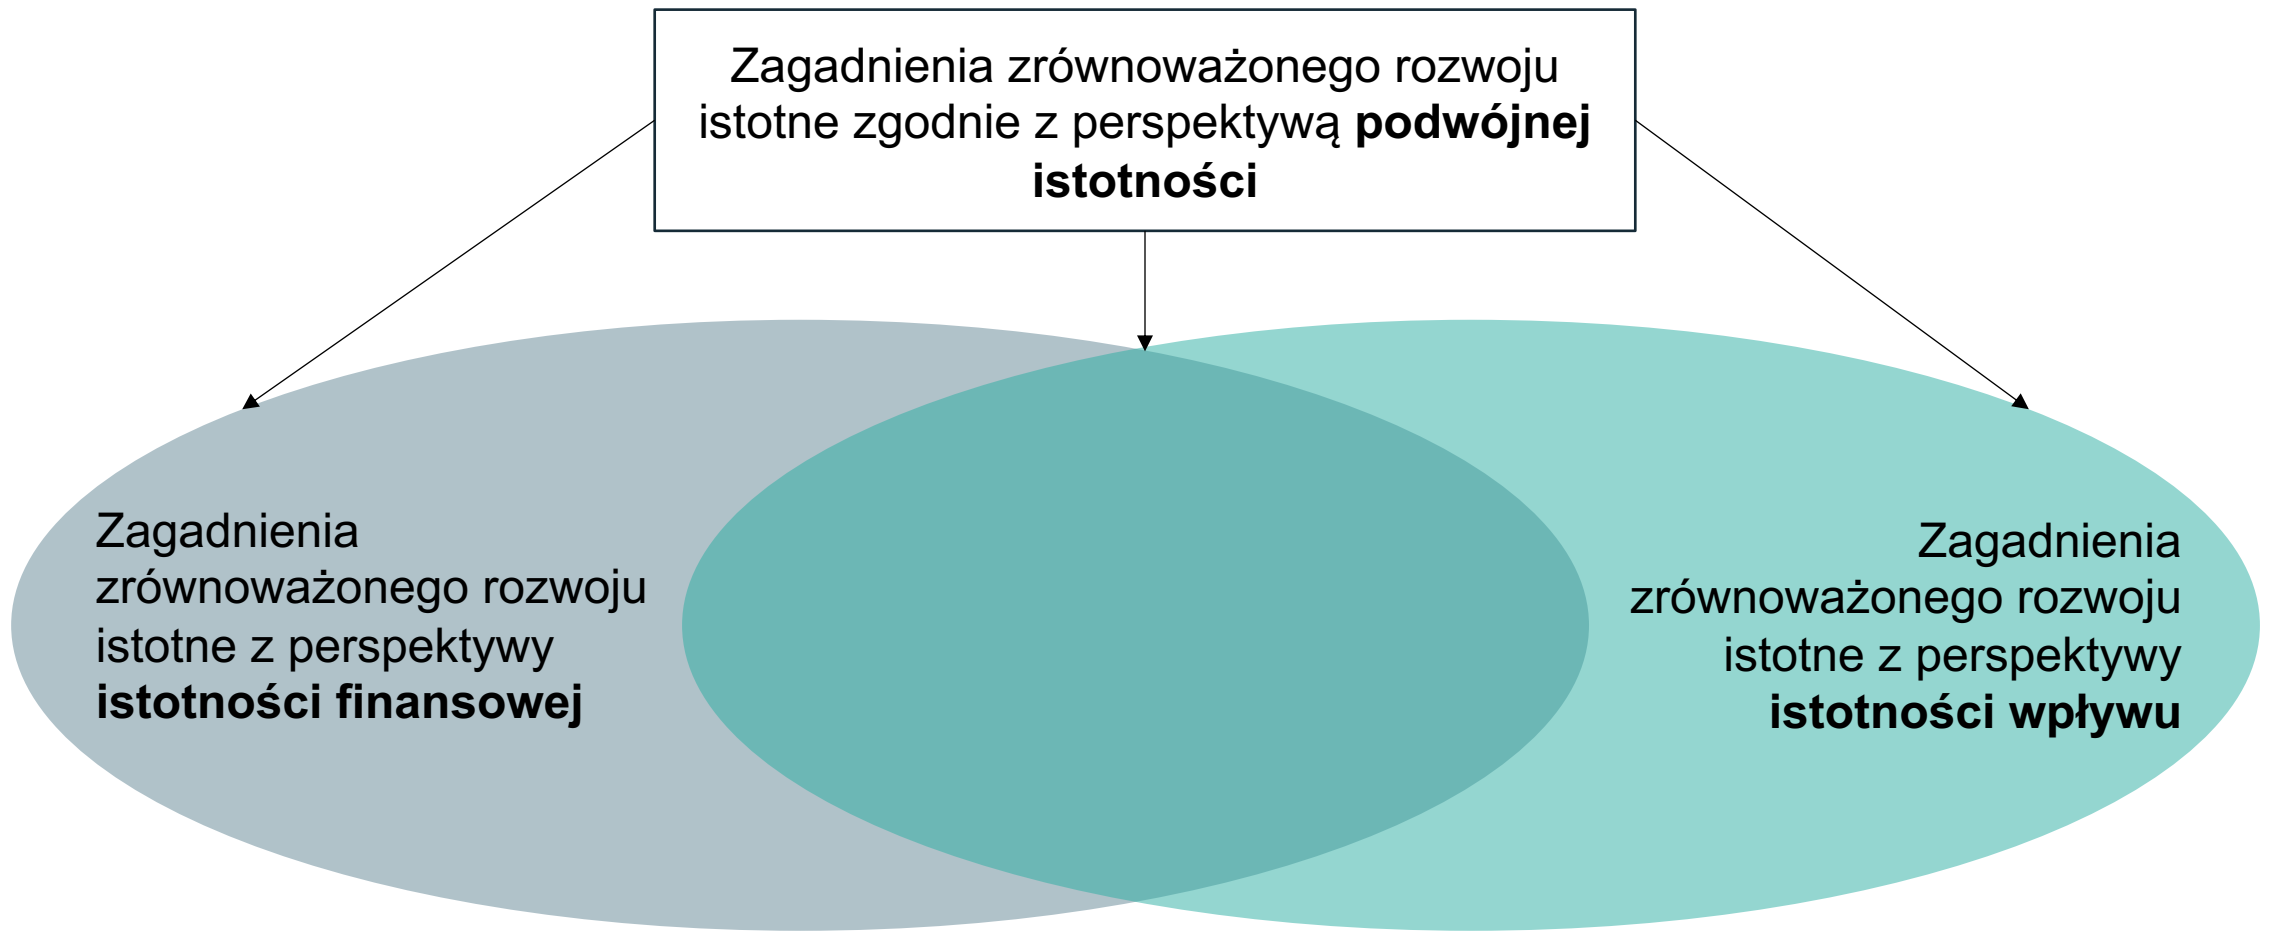 Zagadnienia zrównoważonego rozwoju
istotne zgodnie z perspektywą podwójnej
istotności
Zagadnienia
zrównoważonego rozwoju
istotne z perspektywy
istotności finansowej
Zagadnienia
zrównoważonego rozwoju
istotne z perspektywy
istotności wpływu